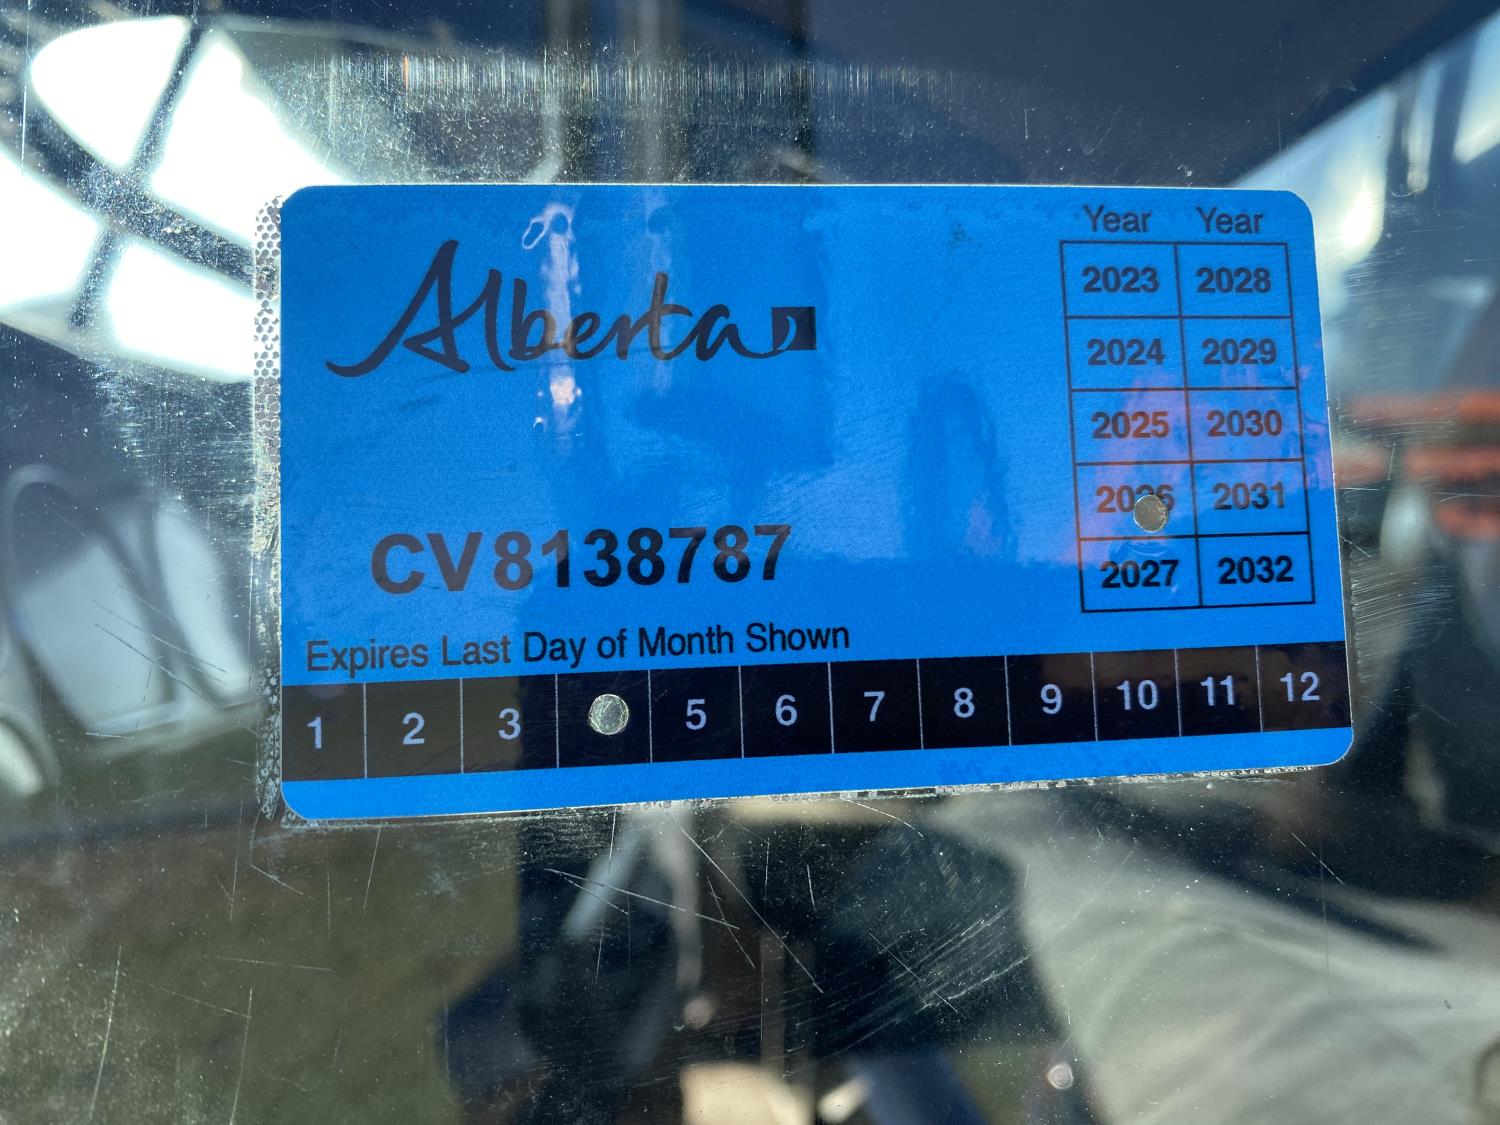 Alberta
Year Year
2023 2028
2024 2029
2025 2030
2026 2031
2027 2032
CV8138787
Expires Last Day of Month Shown
1 2 3 5 6 7 8 9 10 11 12